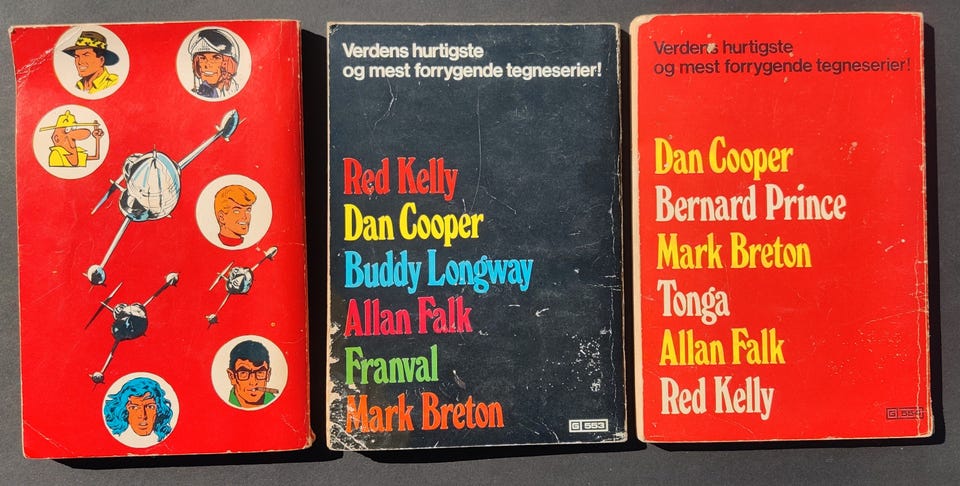 Verdens hurtigste
og mest forrygende tegneserier!
Red Kelly
Dan Cooper
Buddy Longway
Allan Falk
Franval
Mark Breton
G 553
Verdens hurtigste
og mest forrygende tegneserier!
Dan Cooper
Bernard Prince
Mark Breton
Tonga
Allan Falk
Red Kelly
G 553